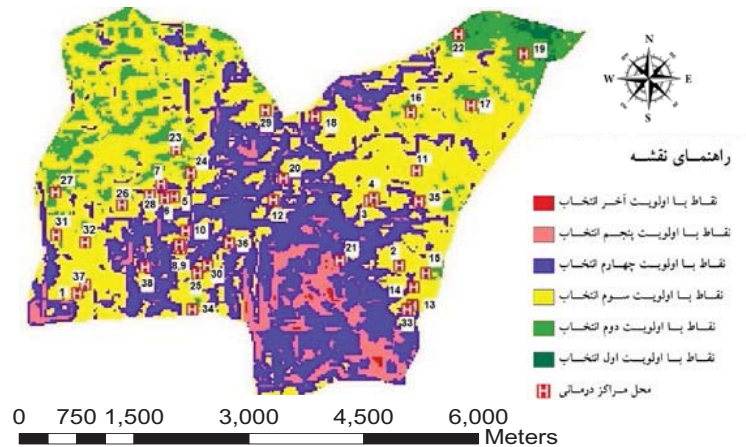 22
19
N
W E
S
16
17
29
18
راهنمای نقشه
23
24
11
20
27
7
26
28
6
5
12
4
3
35
نقاط با اولویت آخر انتخاب
نقاط با اولویت پنجم انتخاب
نقاط با اولویت چهارم انتخاب
نقاط با اولویت سوم انتخاب
نقاط با اولویت دوم انتخاب
نقاط با اولویت اول انتخاب
محل مراکز درمانی
31
32
10
36
21
2
15
38
8,9
30
25
37
1
14
13
34
33
0 750 1,500 3,000 4,500 6,000
Meters